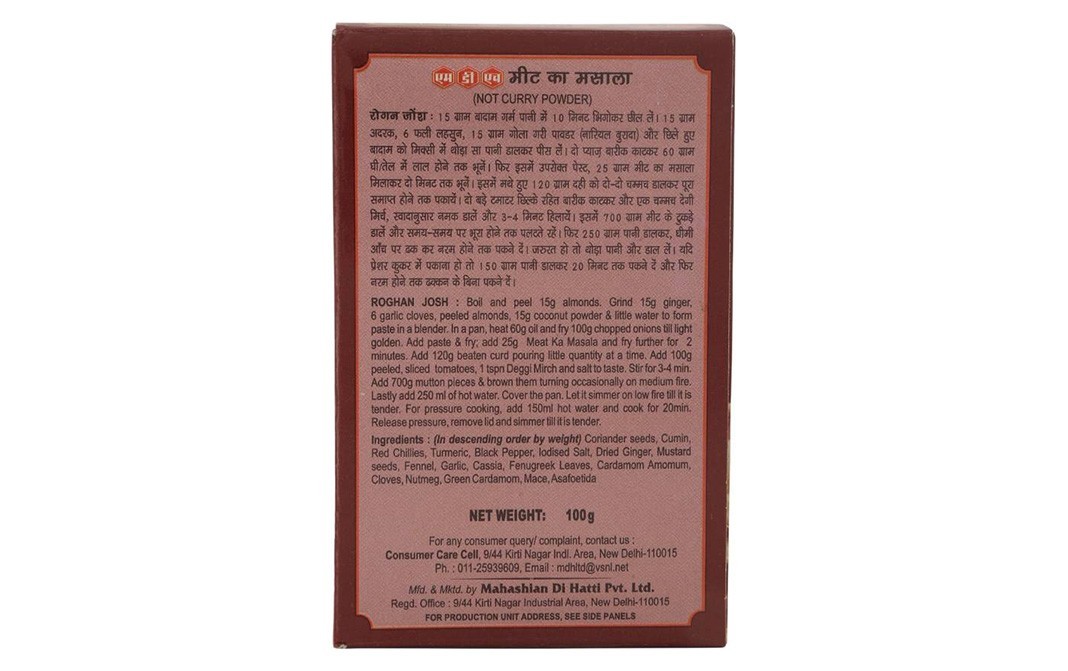 एम डी एच मीट का मसाला
(NOT CURRY POWDER)
रोगन जोंश : 15 ग्राम बादाम गर्म पानी में 10 मिनट भिगोकर छील लें। 15 ग्राम
अदरक, 6 फली लहसुन, 15 ग्राम गोला गरी पावडर (नारियल बुरादा) और छिले हुए
बादाम को मिक्सी में थोड़ा सा पानी डालकर पीस लें। दो प्याज़ बारीक काटकर 60 ग्राम
घी/तेल में लाल होने तक भूनें। फिर इसमें उपरोक्त पेस्ट, 25 ग्राम मीट का मसाला
मिलाकर दो मिनट तक भूनें। इसमें मथे हुए 120 ग्राम दही को दो-दो चम्मच डालकर पूरा
समाप्त होने तक पकायें। दो बड़े टमाटर छिल्के रहित बारीक काटकर और एक चम्मच देगी
मिर्च, स्वादानुसार नमक डालें और 3-4 मिनट हिलायें। इसमें 700 ग्राम मीट के टुकड़े
डालें और समय-समय पर भूरा होने तक पलटते रहें। फिर 250 ग्राम पानी डालकर, धीमी
आँच पर ढक कर नरम होने तक पकने दें। जरुरत हो तो थोड़ा पानी और डाल लें। यदि
प्रेशर कुकर में पकाना हो तो 150 ग्राम पानी डालकर 20 मिनट तक पकने दें और फिर
नरम होने तक ढक्कन के बिना पकने दें।
ROGHAN JOSH : Boil and peel 15g almonds. Grind 15g ginger,
6 garlic cloves, peeled almonds, 15g coconut powder & little water to form
paste in a blender. In a pan, heat 60g oil and fry 100g chopped onions till light
golden. Add paste & fry; add 25g Meat Ka Masala and fry further for 2
minutes. Add 120g beaten curd pouring little quantity at a time. Add 100g
peeled, sliced tomatoes, 1 tspn Deggi Mirch and salt to taste. Stir for 3-4 min.
Add 700g mutton pieces & brown them turning occasionally on medium fire.
Lastly add 250 ml of hot water. Cover the pan. Let it simmer on low fire till it is
tender. For pressure cooking, add 150ml hot water and cook for 20min.
Release pressure, remove lid and simmer till it is tender.
Ingredients : (In descending order by weight) Coriander seeds, Cumin,
Red Chillies, Turmeric, Black Pepper, Iodised Salt, Dried Ginger, Mustard
seeds, Fennel, Garlic, Cassia, Fenugreek Leaves, Cardamom Amomum,
Cloves, Nutmeg, Green Cardamom, Mace, Asafoetida
NET WEIGHT: 100g
For any consumer query/ complaint, contact us :
Consumer Care Cell, 9/44 Kirti Nagar Indl. Area, New Delhi-110015
Ph. : 011-25939609, Email : mdhltd@vsnl.net
Mfd. & Mktd. by Mahashian Di Hatti Pvt. Ltd.
Regd. Office : 9/44 Kirti Nagar Industrial Area, New Delhi-110015
FOR PRODUCTION UNIT ADDRESS, SEE SIDE PANELS